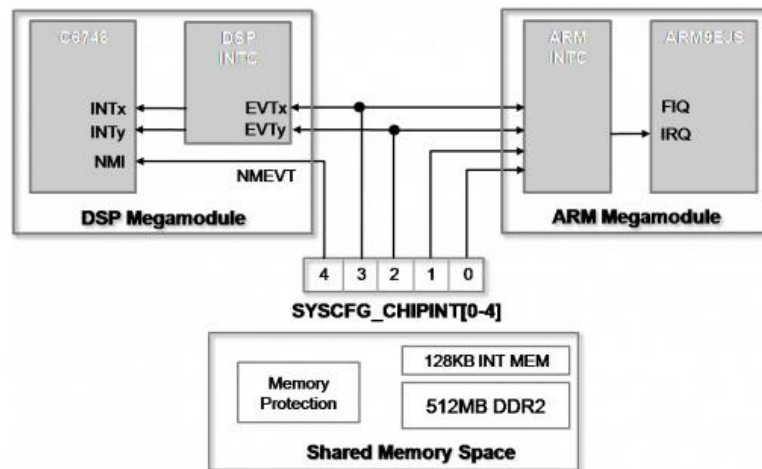 C6748
DSP
INTC
ARM
INTC
ARM9EJS
INTx
EVTx
FIQ
INTy
EVTy
IRQ
NMI
NMEVT
DSP Megamodule
ARM Megamodule
4 3 2 1 0
SYSCFG_CHIPINT[0-4]
Memory
Protection
128KB INT MEM
512MB DDR2
Shared Memory Space